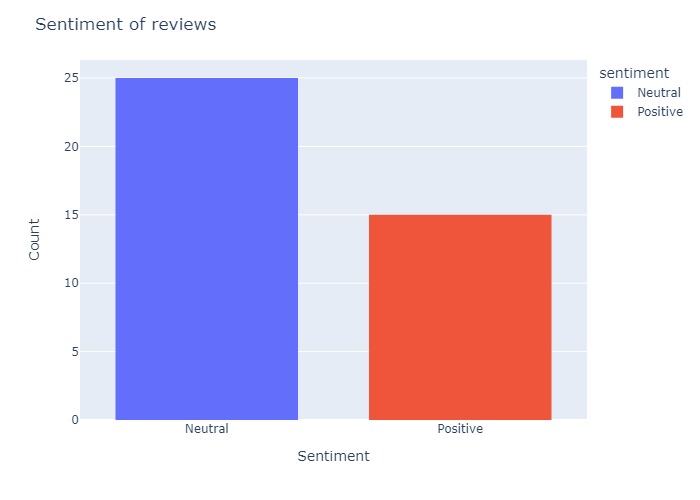 Sentiment of reviews
sentiment
Neutral
Positive
25
20
15
10
5
0
Count
Neutral
Positive
Sentiment